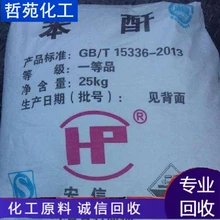 哲苑化工
苯酐
产品标准：GB/T 15336-2013
等　级：一等品
净含量：25kg
生产日期（批号）：见背面
HP®
安信
专业
回收
化工原料 诚信回收